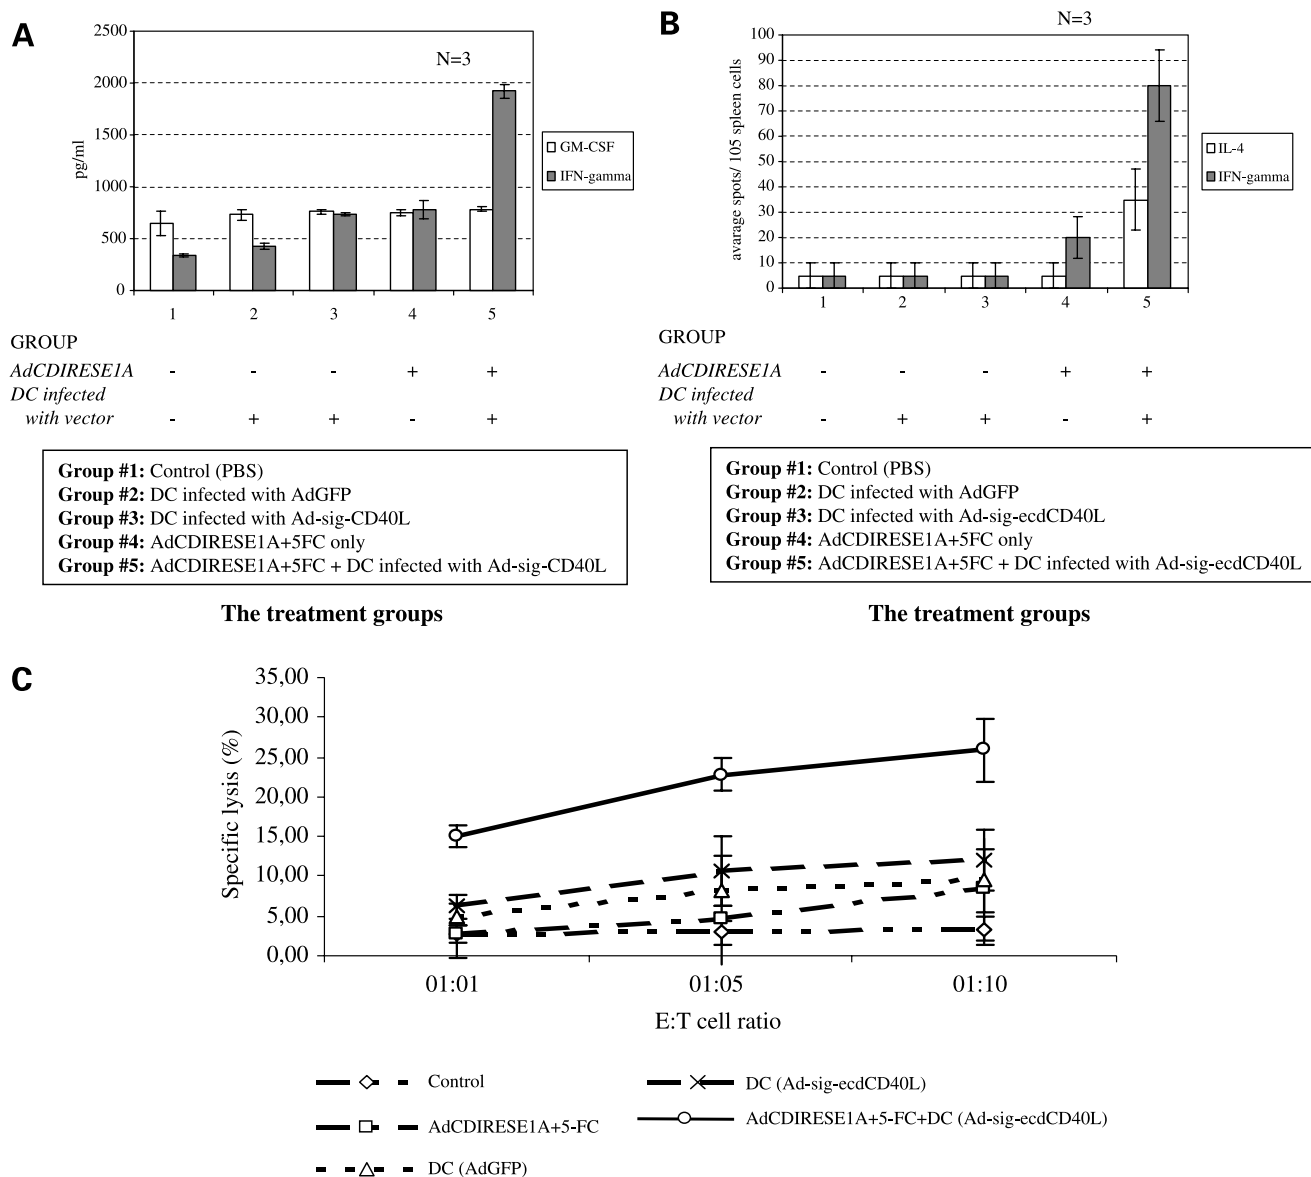 A
N=3
2500
2000
1500
1000
500
0
pg/ml
1 2 3 4 5
GM-CSF
IFN-gamma
GROUP
AdCDIRESE1A - - - + +
DC infected
with vector - + + - +
Group #1: Control (PBS)
Group #2: DC infected with AdGFP
Group #3: DC infected with Ad-sig-CD40L
Group #4: AdCDIRESE1A+5FC only
Group #5: AdCDIRESE1A+5FC + DC infected with Ad-sig-CD40L
The treatment groups
B
N=3
100
90
80
70
60
50
40
30
20
10
0
avarage spots/ 105 spleen cells
1 2 3 4 5
IL-4
IFN-gamma
GROUP
AdCDIRESE1A - - - + +
DC infected
with vector - + + - +
Group #1: Control (PBS)
Group #2: DC infected with AdGFP
Group #3: DC infected with Ad-sig-ecdCD40L
Group #4: AdCDIRESE1A+5FC only
Group #5: AdCDIRESE1A+5FC + DC infected with Ad-sig-ecdCD40L
The treatment groups
C
35,00
30,00
25,00
20,00
15,00
10,00
5,00
0,00
Specific lysis (%)
01:01 01:05 01:10
E:T cell ratio
Control
AdCDIRESE1A+5-FC
DC (AdGFP)
DC (Ad-sig-ecdCD40L)
AdCDIRESE1A+5-FC+DC (Ad-sig-ecdCD40L)